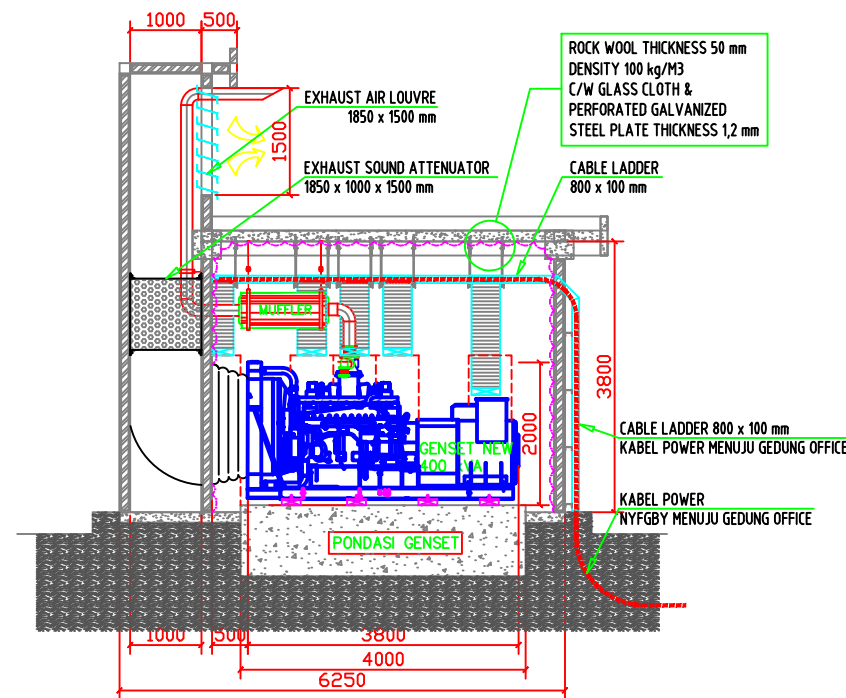 1000
500
ROCK WOOL THICKNESS 50 mm
DENSITY 100 kg/M3
C/W GLASS CLOTH &
PERFORATED GALVANIZED
STEEL PLATE THICKNESS 1,2 mm
EXHAUST AIR LOUVRE
1850 x 1500 mm
1500
EXHAUST SOUND ATTENUATOR
1850 x 1000 x 1500 mm
CABLE LADDER
800 x 100 mm
MUFFLER
3800
2000
CABLE LADDER 800 x 100 mm
KABEL POWER MENUJU GEDUNG OFFICE
GENSET NEW
400 KVA
KABEL POWER
NYFGBY MENUJU GEDUNG OFFICE
PONDASI GENSET
1000
500
3800
4000
6250